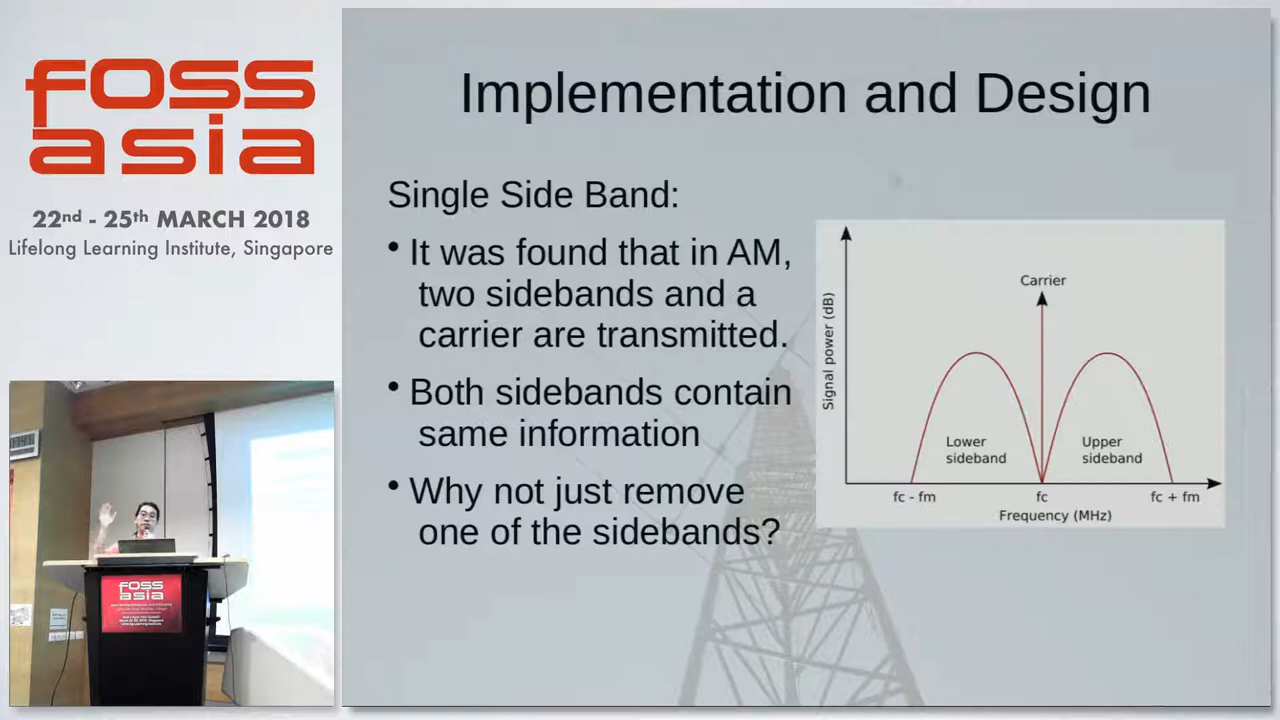 foss
asia
22nd - 25th MARCH 2018
Lifelong Learning Institute, Singapore
Implementation and Design
Single Side Band:
• It was found that in AM,
two sidebands and a
carrier are transmitted.
• Both sidebands contain
same information
• Why not just remove
one of the sidebands?
Signal power (dB)
Carrier
Lower
sideband
Upper
sideband
fc - fm
fc
fc + fm
Frequency (MHz)
foss
asia